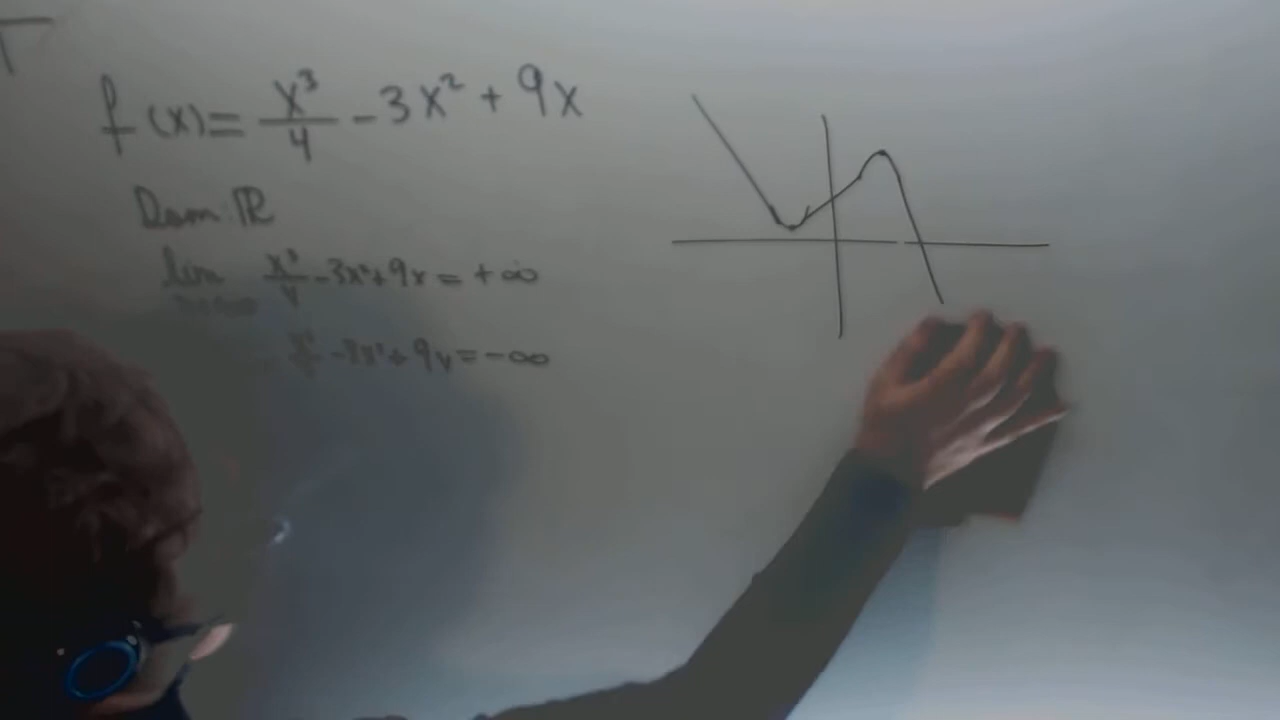 f(x) = x³/4 - 3x² + 9x
Dom: ℝ
lim x³/4 - 3x² + 9x = +∞
x³/4 - 3x² + 9x = -∞